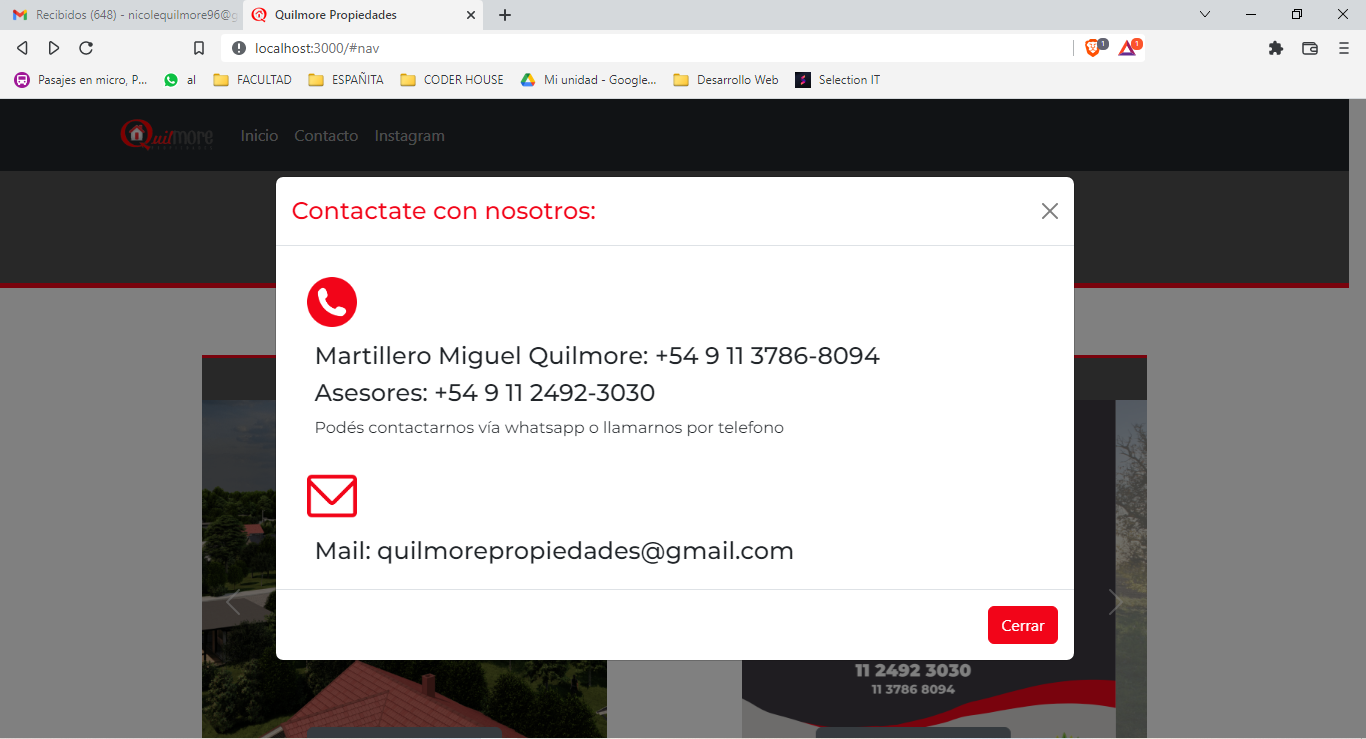 Recibidos (648) - nicolequilmore96@g
Quilmore Propiedades
localhost:3000/#nav
1
1
Pasajes en micro, P...
al
FACULTAD
ESPAÑITA
CODER HOUSE
Mi unidad - Google...
Desarrollo Web
Selection IT
Quilmore
Inicio
Contacto
Instagram
Contactate con nosotros:
Martillero Miguel Quilmore: +54 9 11 3786-8094
Asesores: +54 9 11 2492-3030
Podés contactarnos vía whatsapp o llamarnos por telefono
Mail: quilmorepropiedades@gmail.com
Cerrar
11 2492 3030
11 3786 8094